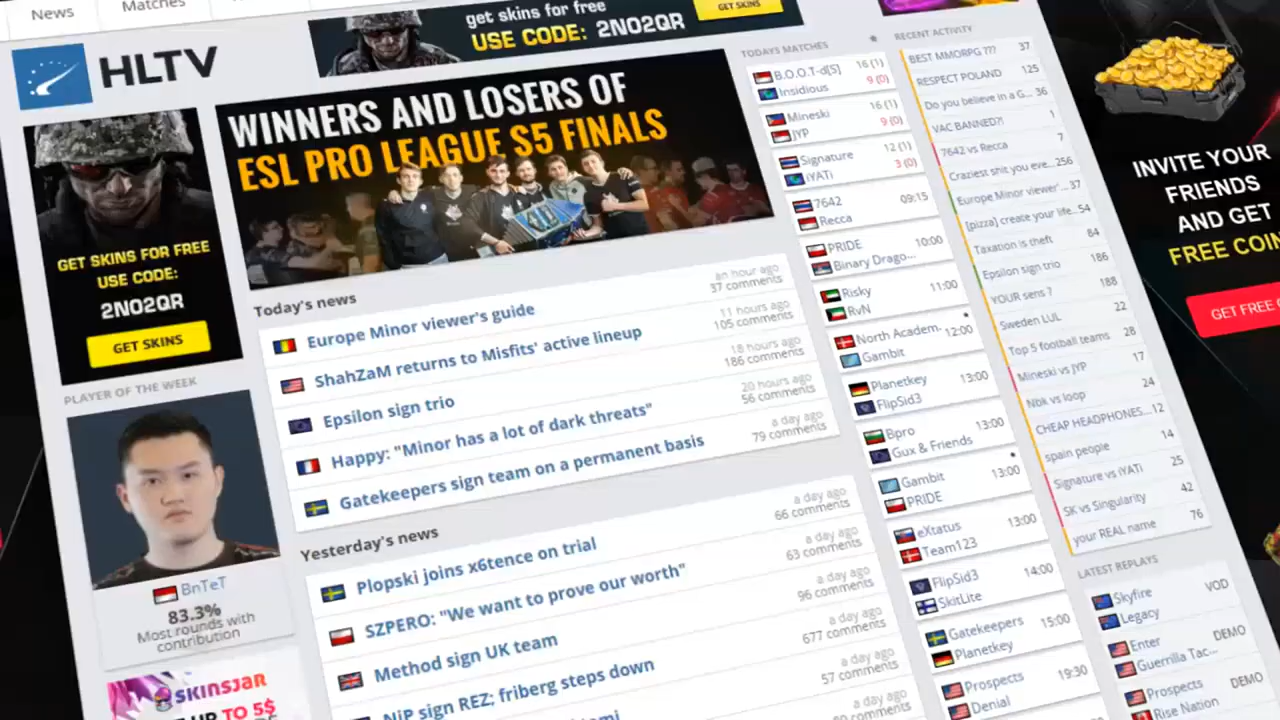 News
Matches
get skins for free
USE CODE: 2NO2QR
GET SKINS
HLTV
GET SKINS FOR FREE
USE CODE:
2NO2QR
GET SKINS
PLAYER OF THE WEEK
BnTeT
83.3%
Most rounds with
contribution
SKINSJAR
UP TO 5$
WINNERS AND LOSERS OF
ESL PRO LEAGUE S5 FINALS
Today's news
Europe Minor viewer's guide
an hour ago
37 comments
ShahZaM returns to Misfits' active lineup
11 hours ago
105 comments
Epsilon sign trio
18 hours ago
186 comments
Happy: "Minor has a lot of dark threats"
20 hours ago
56 comments
Gatekeepers sign team on a permanent basis
a day ago
79 comments
Yesterday's news
Plopski joins x6tence on trial
a day ago
66 comments
SZPERO: "We want to prove our worth"
a day ago
63 comments
Method sign UK team
a day ago
96 comments
NiP sign REZ; friberg steps down
a day ago
677 comments
a day ago
57 comments
a day ago
TODAYS MATCHES
B.O.O.T-d[S] 16 (1)
Insidious 9 (0)
Mineski 16 (1)
JYP 9 (0)
Signature 12 (1)
iYATi 3 (0)
7642 09:15
Recca
PRIDE 10:00
Binary Drago...
Risky 11:00
RvN
North Academ. 12:00
Gambit
Planetkey 13:00
FlipSid3
Bpro 13:00
Gux & Friends
Gambit 13:00
PRIDE
eXtatus 13:00
Team123
FlipSid3 14:00
SkitLite
Gatekeepers 15:00
Planetkey
Prospects 19:30
Denial
RECENT ACTIVITY
BEST MMORPG ??? 37
RESPECT POLAND 125
Do you believe in a G... 36
VAC BANNED?! 1
7642 vs Recca 7
Craziest shit you eve... 256
Europe Minor viewer'... 37
[pizza] create your life... 54
Taxation is theft 84
Epsilon sign trio 186
YOUR sens ? 188
Sweden LUL 22
Top 5 football teams 28
Mineski vs JYP 17
Nbk vs loop 24
CHEAP HEADPHONES... 12
spain people 14
Signature vs iYATi 25
SK vs Singularity 42
your REAL name 76
LATEST REPLAYS
Skyfire VOD
Legacy
Enter DEMO
Guerrilla Tac...
Prospects DEMO
Rise Nation
INVITE YOUR
FRIENDS
AND GET
FREE COIN
GET FREE